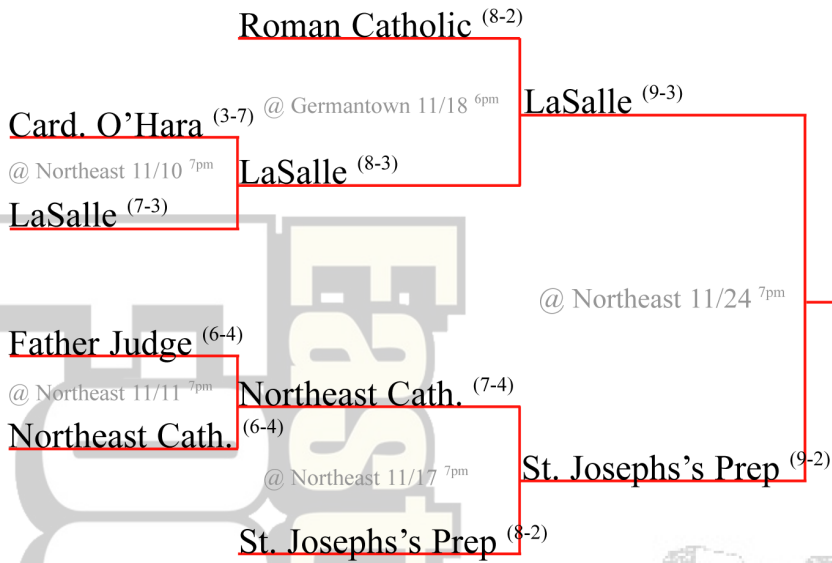 Roman Catholic (8-2)
@ Germantown 11/18 6pm
LaSalle (9-3)
Card. O’Hara (3-7)
@ Northeast 11/10 7pm
LaSalle (8-3)
LaSalle (7-3)
@ Northeast 11/24 7pm
Father Judge (6-4)
@ Northeast 11/11 7pm
Northeast Cath. (7-4)
Northeast Cath. (6-4)
@ Northeast 11/17 7pm
St. Josephs’s Prep (9-2)
St. Josephs’s Prep (8-2)
East